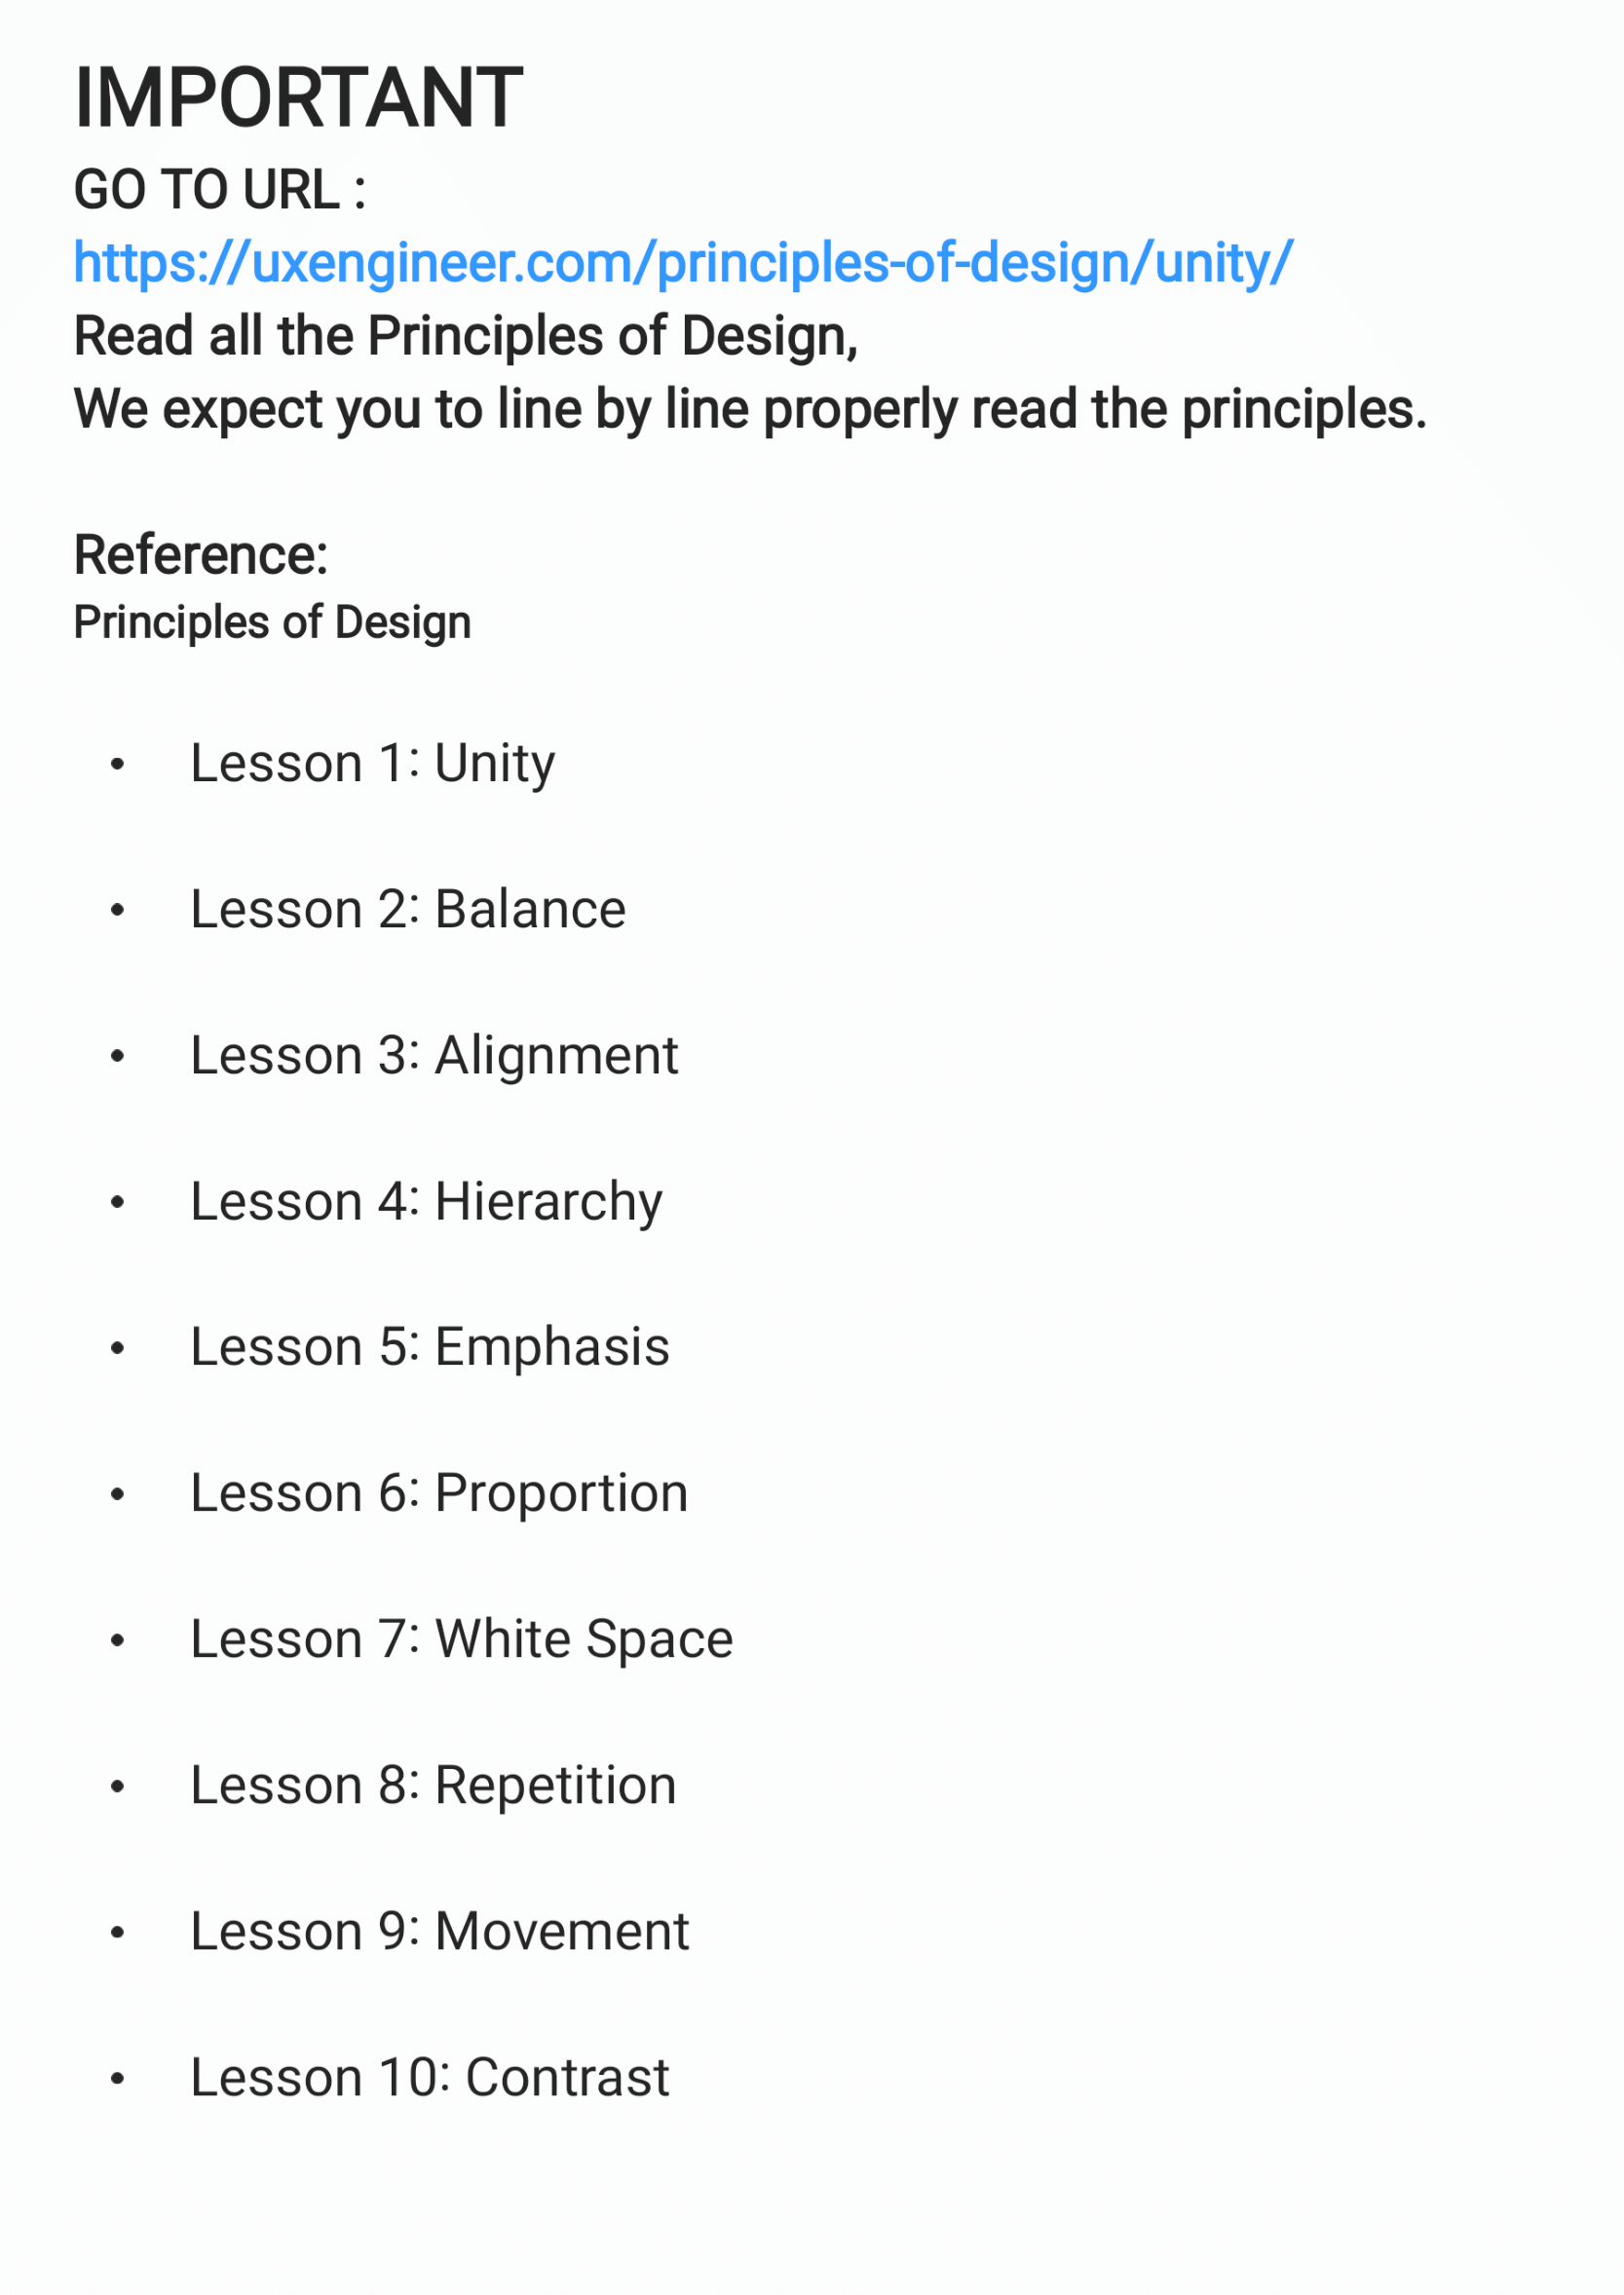 IMPORTANT
GO TO URL :
https://uxengineer.com/principles-of-design/unity/
Read all the Principles of Design,
We expect you to line by line properly read the principles.
Reference:
Principles of Design
• Lesson 1: Unity
• Lesson 2: Balance
• Lesson 3: Alignment
• Lesson 4: Hierarchy
• Lesson 5: Emphasis
• Lesson 6: Proportion
• Lesson 7: White Space
• Lesson 8: Repetition
• Lesson 9: Movement
• Lesson 10: Contrast